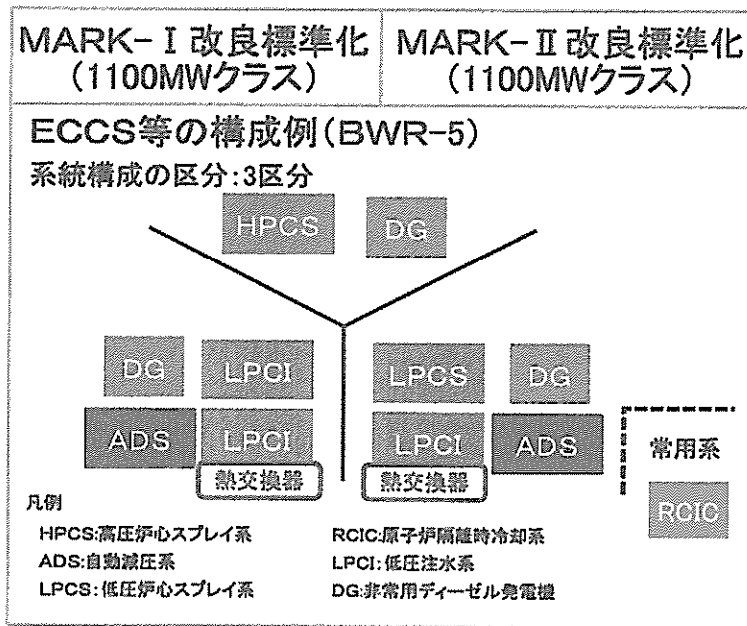 MARK-Ⅰ改良標準化
(1100MWクラス)
MARK-Ⅱ改良標準化
(1100MWクラス)
ECCS等の構成例(BWR-5)
系統構成の区分:3区分
HPCS DG
DG LPCI LPCS DG
ADS LPCI LPCI ADS 常用系
熱交換器 熱交換器
RCIC
凡例
HPCS:高圧炉心スプレイ系 RCIC:原子炉隔離時冷却系
ADS:自動減圧系 LPCI:低圧注水系
LPCS:低圧炉心スプレイ系 DG:非常用ディーゼル発電機